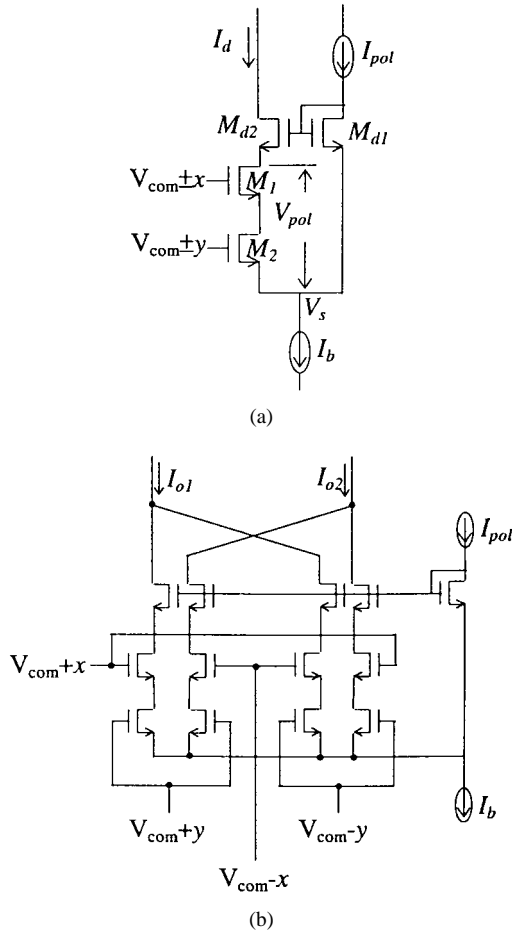 I_d
I_pol
M_d2
M_d1
V_com±x
M_1
V_pol
V_com±y
M_2
V_s
I_b
(a)
I_o1
I_o2
I_pol
V_com+x
I_b
V_com+y
V_com-y
V_com-x
(b)